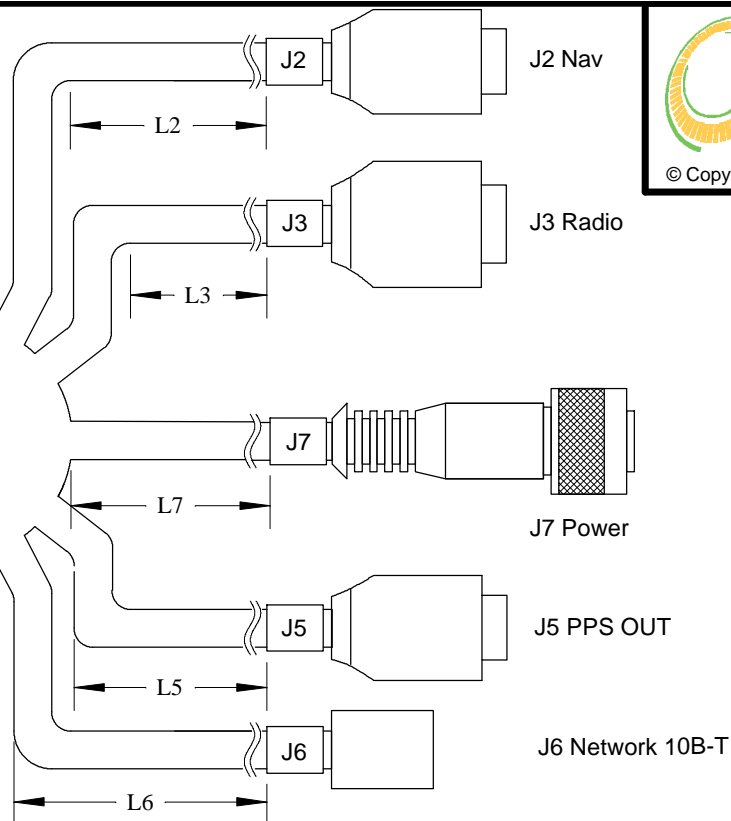 J2
J2 Nav
L2
© Copy
J3
J3 Radio
L3
J7
L7
J7 Power
J5
J5 PPS OUT
L5
J6
J6 Network 10B-T
L6